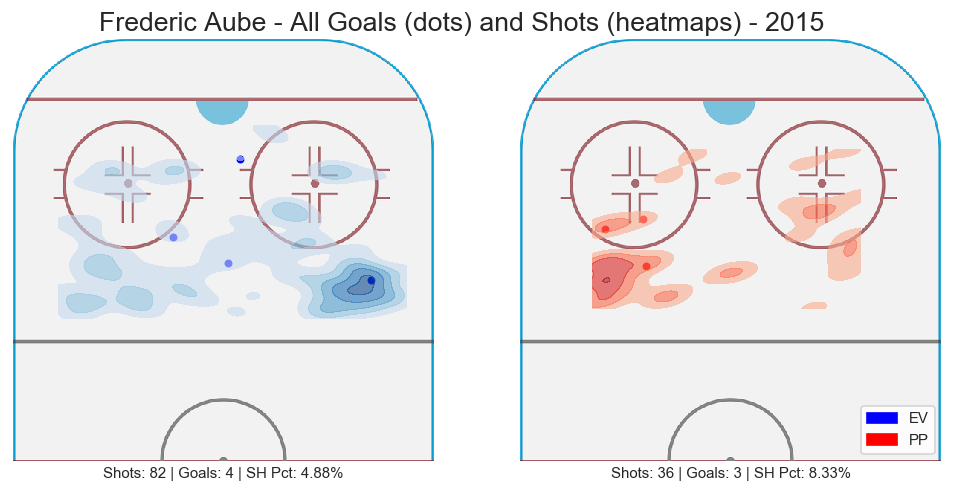 Frederic Aube - All Goals (dots) and Shots (heatmaps) - 2015
EV
PP
Shots: 82 | Goals: 4 | SH Pct: 4.88%
Shots: 36 | Goals: 3 | SH Pct: 8.33%